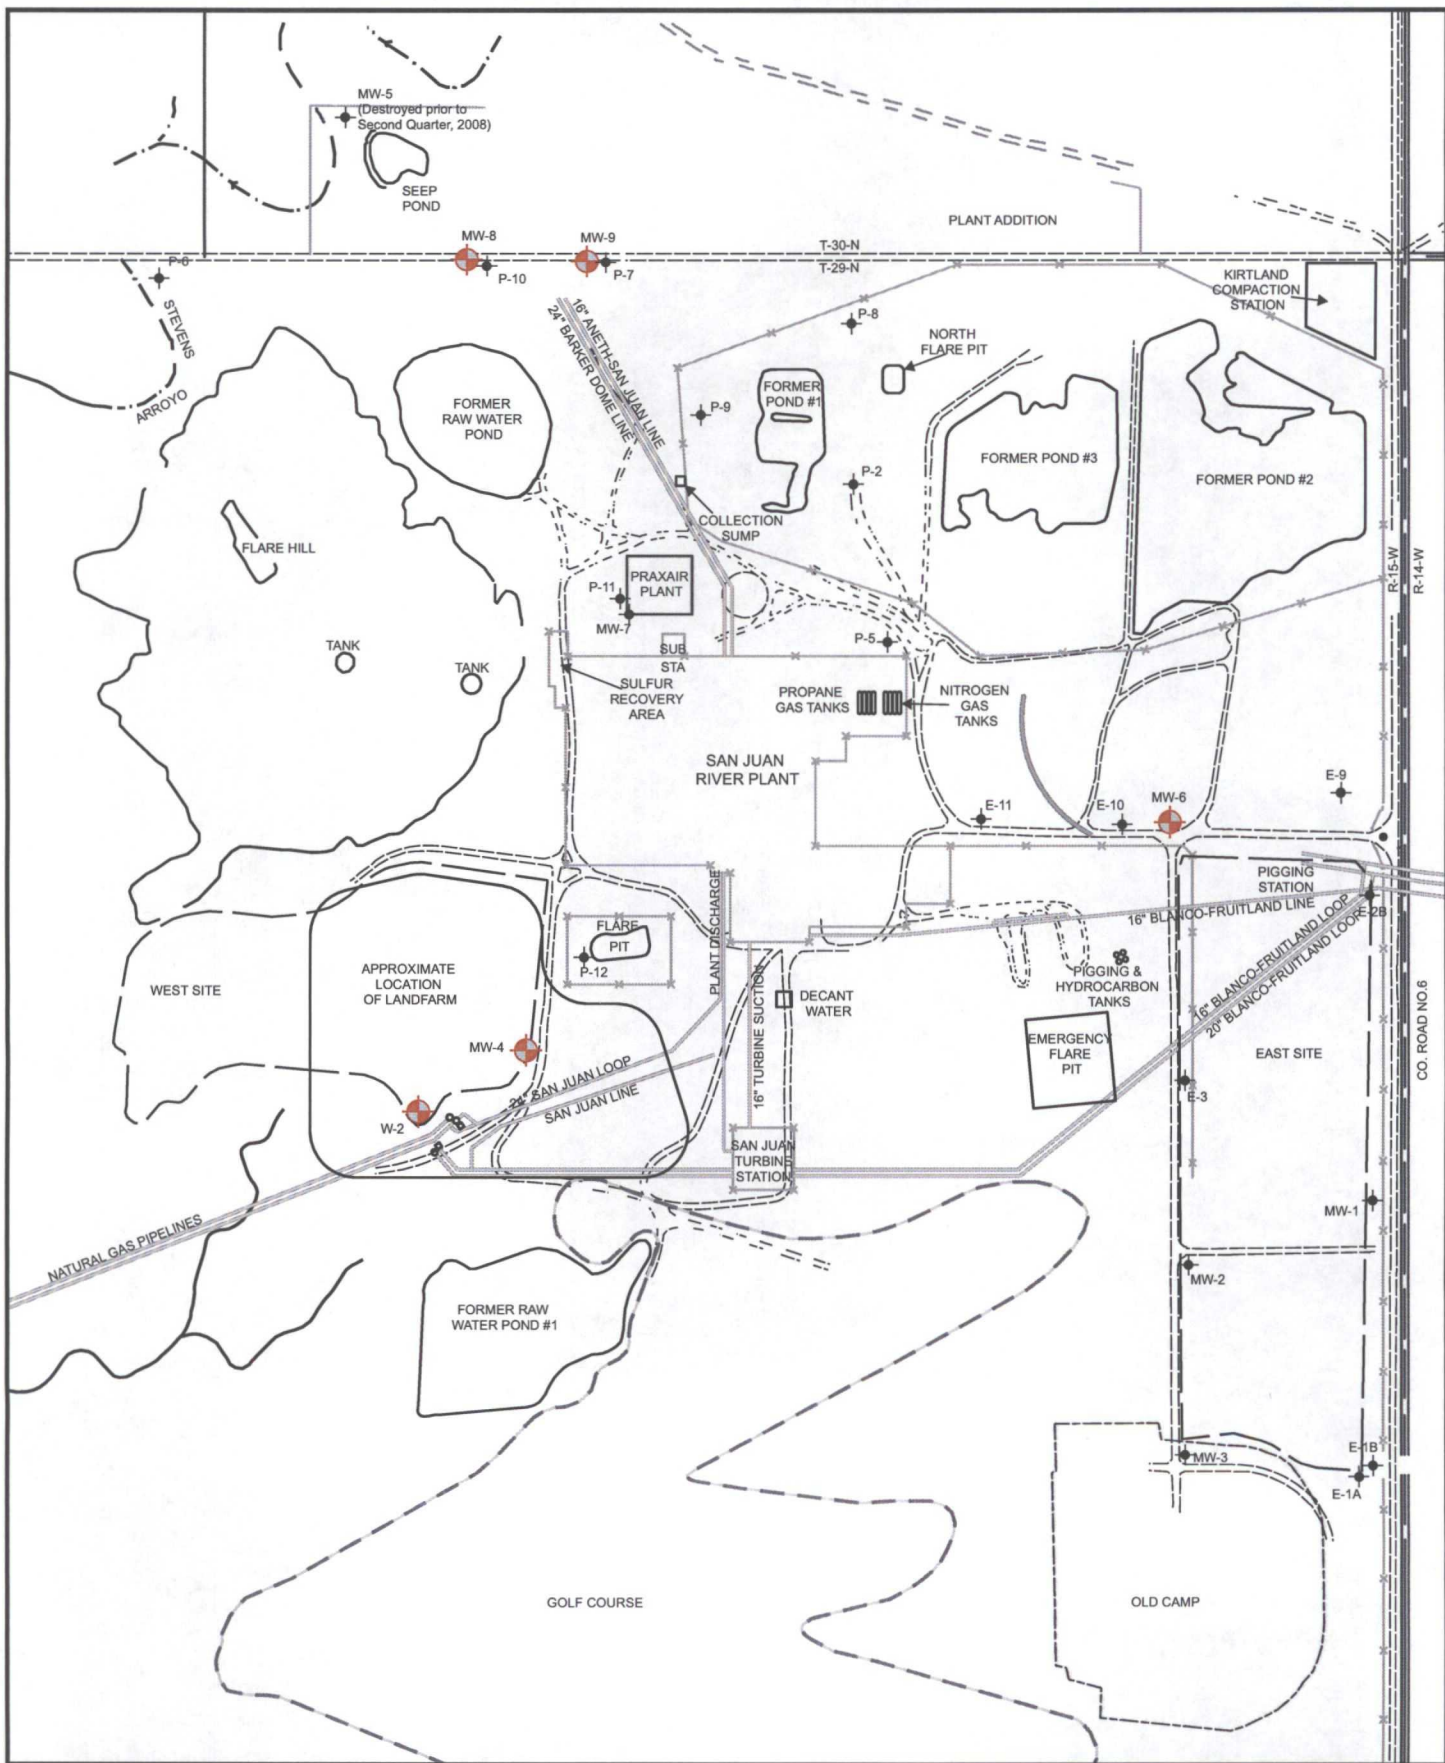 MW-5
(Destroyed prior to
Second Quarter, 2008)
SEEP
POND
PLANT ADDITION
MW-8
MW-9
T-30-N
T-29-N
P-6
P-10
P-7
KIRTLAND
COMPACTION
STATION
STEVENS
ARROYO
16" ANETH-SAN JUAN LINE
24" BARKER DOME LINE
P-8
NORTH
FLARE PIT
FORMER
RAW WATER
POND
FORMER
POND #1
P-9
FORMER POND #3
FORMER POND #2
P-2
COLLECTION
SUMP
FLARE HILL
R-15-W
R-14-W
PRAXAIR
PLANT
P-11
MW-7
P-5
SUB
STA
TANK
TANK
SULFUR
RECOVERY
AREA
PROPANE
GAS TANKS
NITROGEN
GAS
TANKS
SAN JUAN
RIVER PLANT
E-9
E-11
E-10
MW-6
PIGGING
STATION
E-2B
16" BLANCO-FRUITLAND LINE
16" BLANCO-FRUITLAND LOOP
20" BLANCO-FRUITLAND LOOP
PLANT DISCHARGE
FLARE
PIT
P-12
APPROXIMATE
LOCATION
OF LANDFARM
WEST SITE
PIGGING &
HYDROCARBON
TANKS
DECANT
WATER
16" TURBINE SUCTION
EMERGENCY
FLARE
PIT
EAST SITE
CO. ROAD NO.6
MW-4
24" SAN JUAN LOOP
SAN JUAN LINE
E-3
W-2
SAN JUAN
TURBINE
STATION
MW-1
NATURAL GAS PIPELINES
MW-2
FORMER RAW
WATER POND #1
MW-3
E-1B
E-1A
GOLF COURSE
OLD CAMP